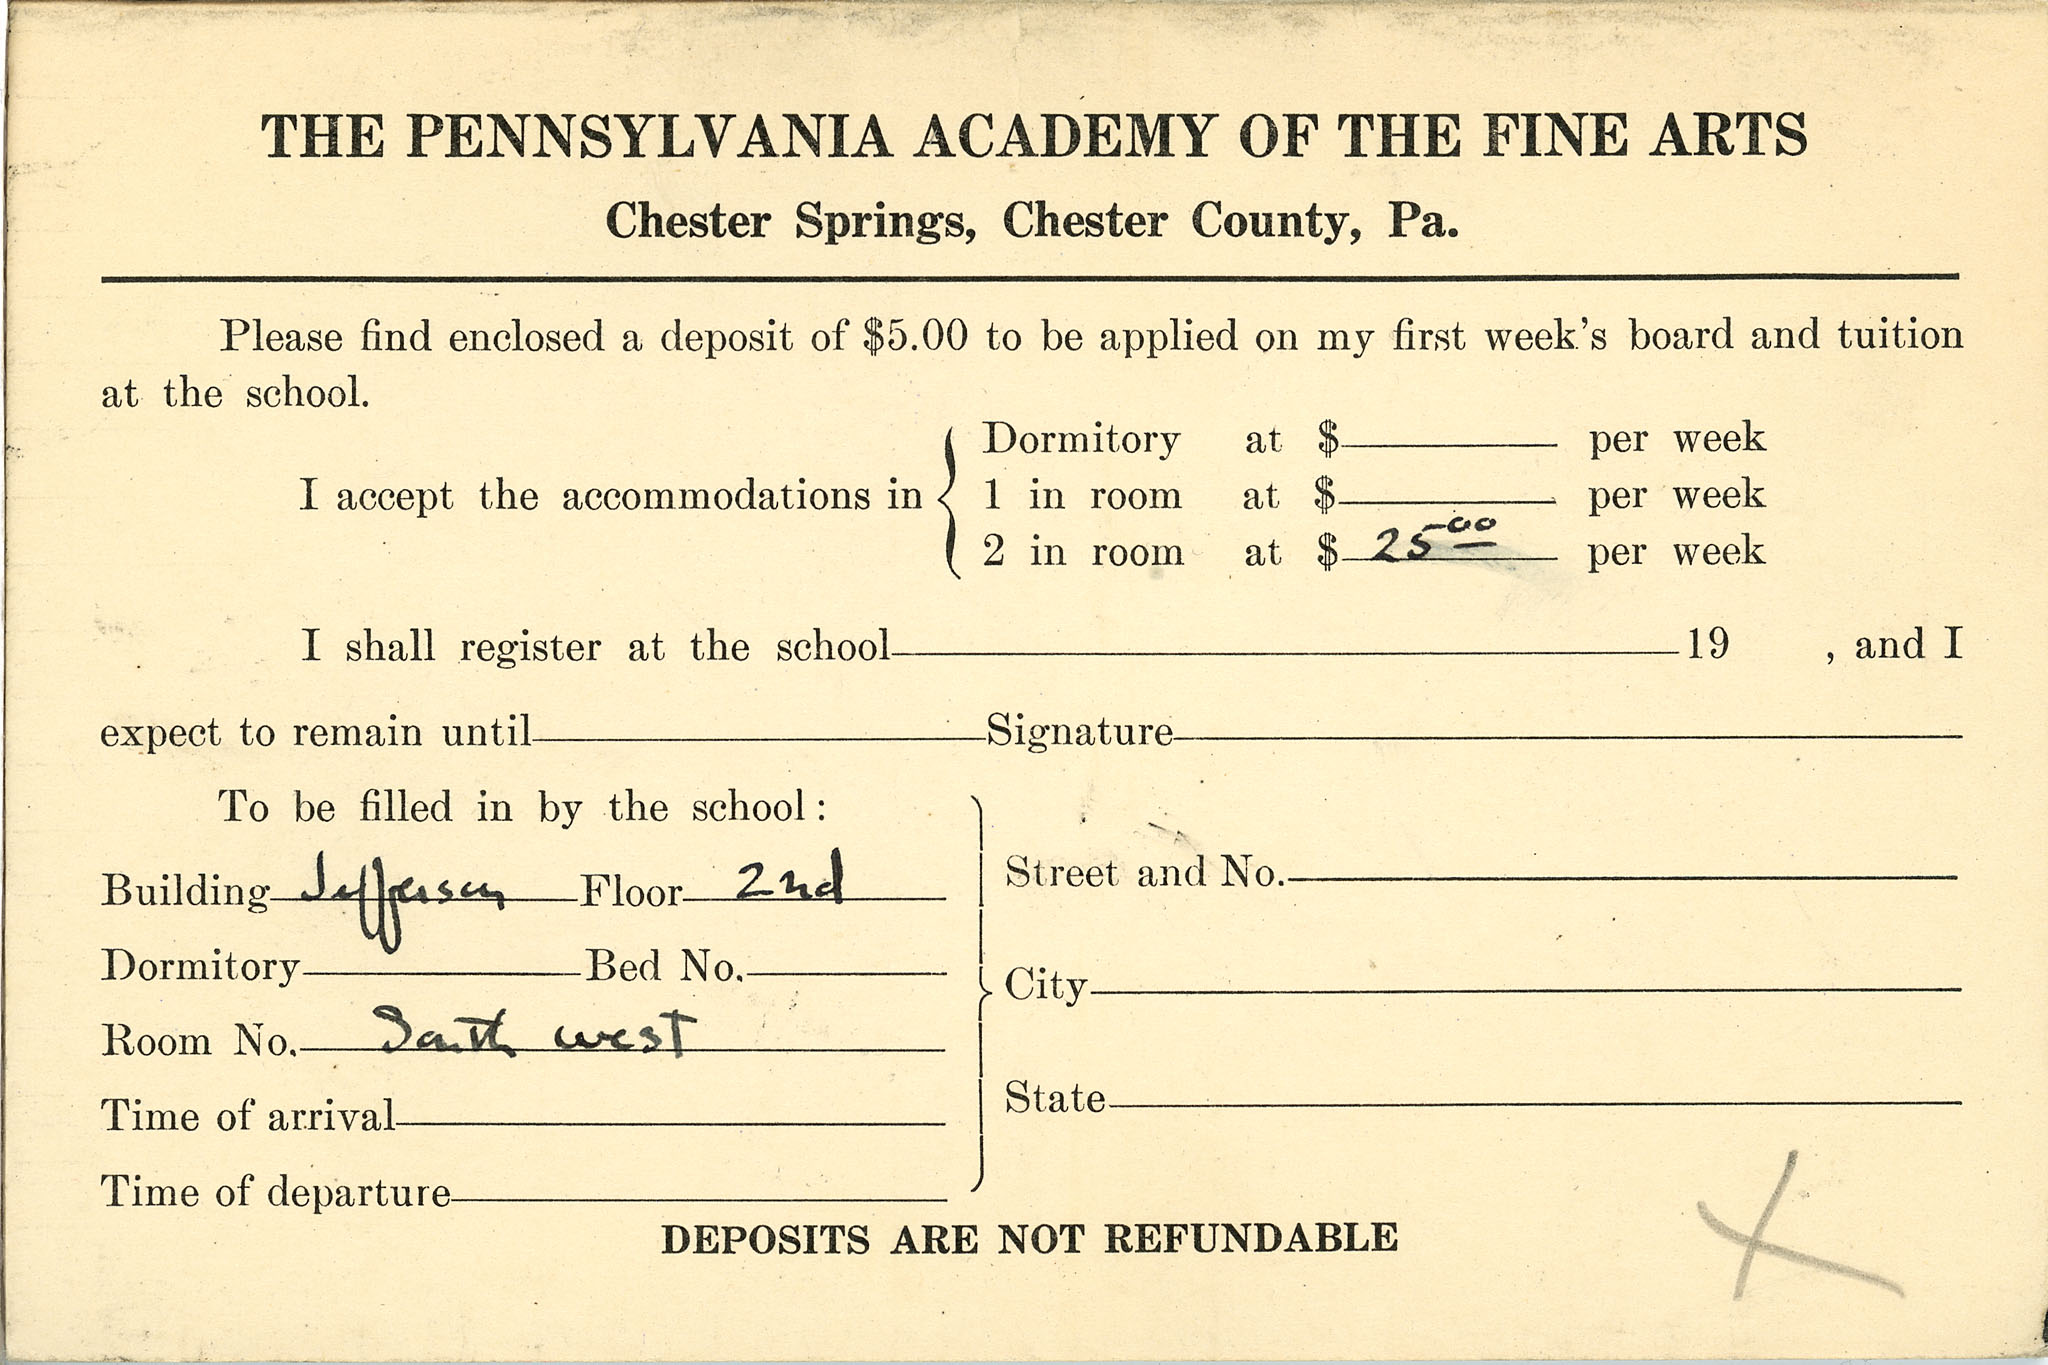 THE PENNSYLVANIA ACADEMY OF THE FINE ARTS
Chester Springs, Chester County, Pa.
Please find enclosed a deposit of $5.00 to be applied on my first week's board and tuition
at the school.
I accept the accommodations in
Dormitory at $ per week
1 in room at $ per week
2 in room at $ 25.00 per week
I shall register at the school 19 , and I
expect to remain until Signature
To be filled in by the school:
Building Jefferson Floor 2nd
Dormitory Bed No.
Room No. South west
Time of arrival
Time of departure
Street and No.
City
State
DEPOSITS ARE NOT REFUNDABLE
X